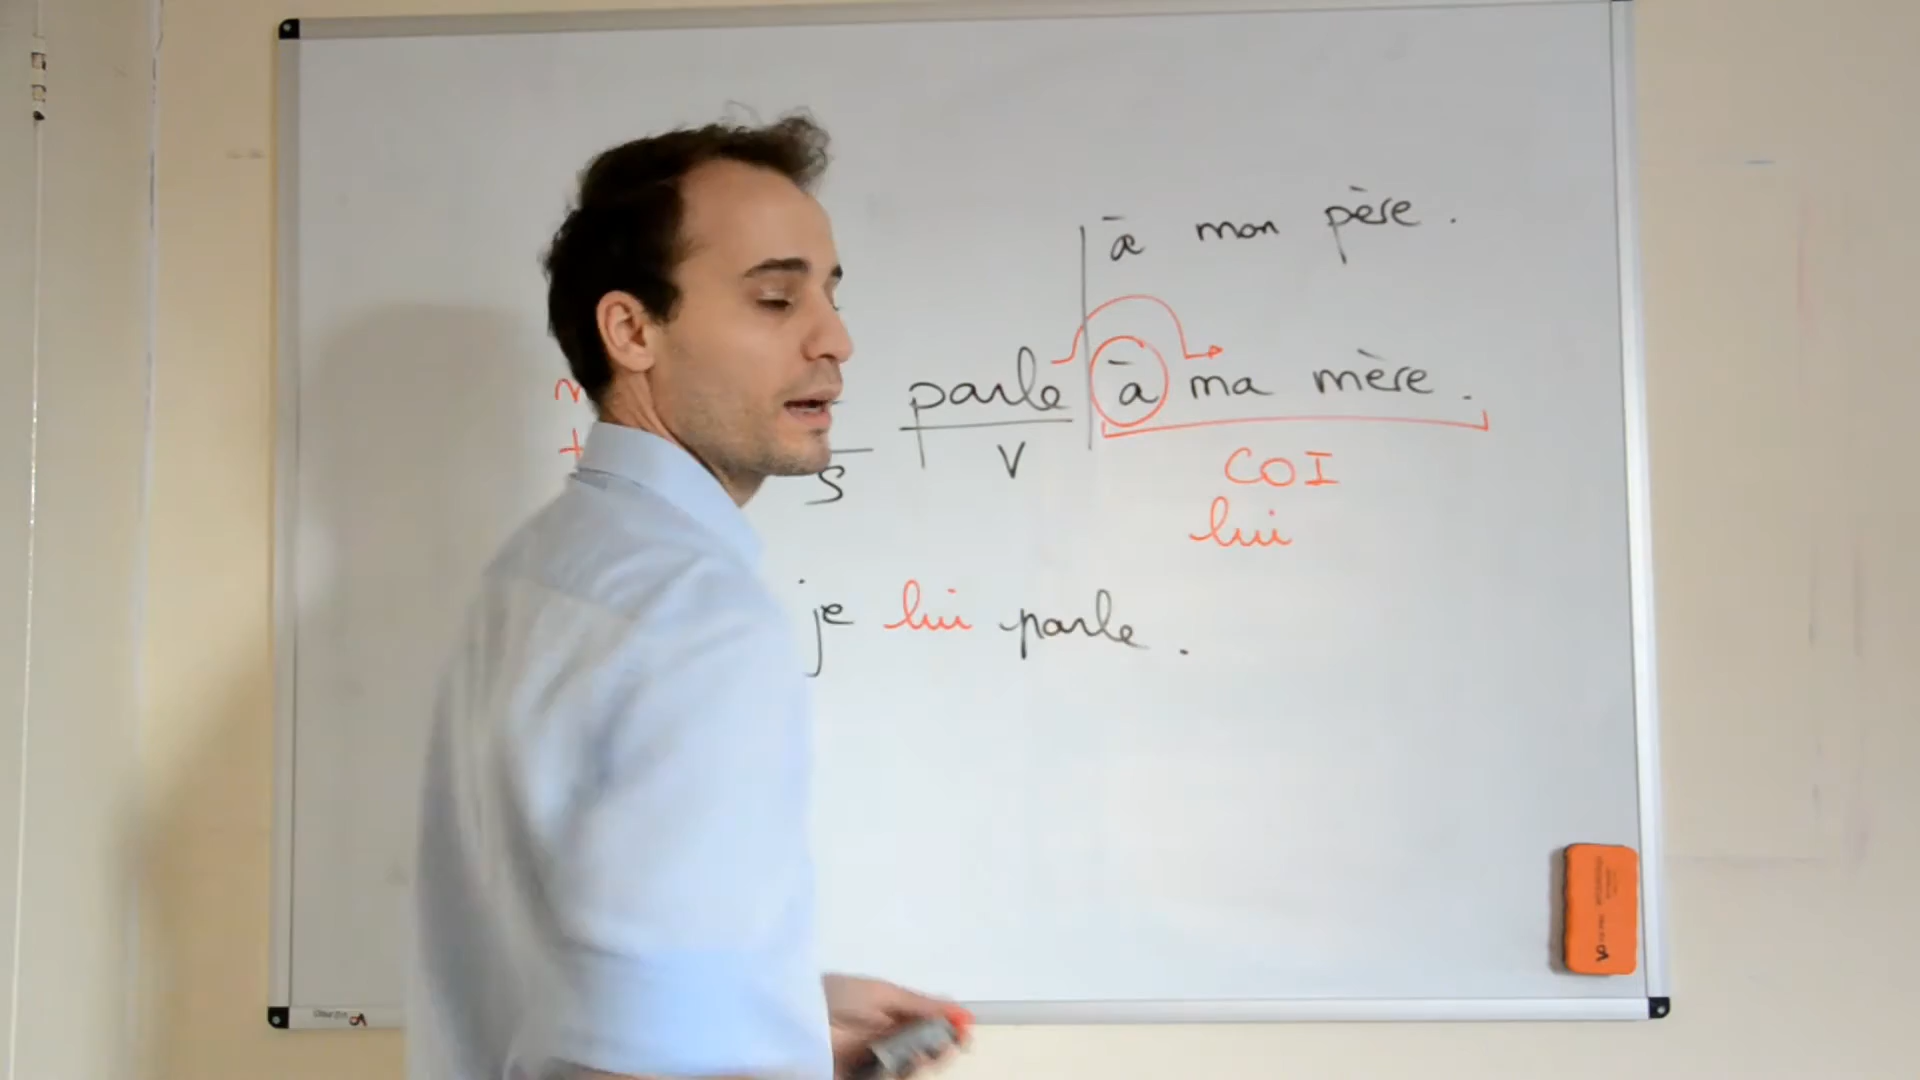 à mon père.
parle à ma mère.
S V COI
lui
je lui parle.